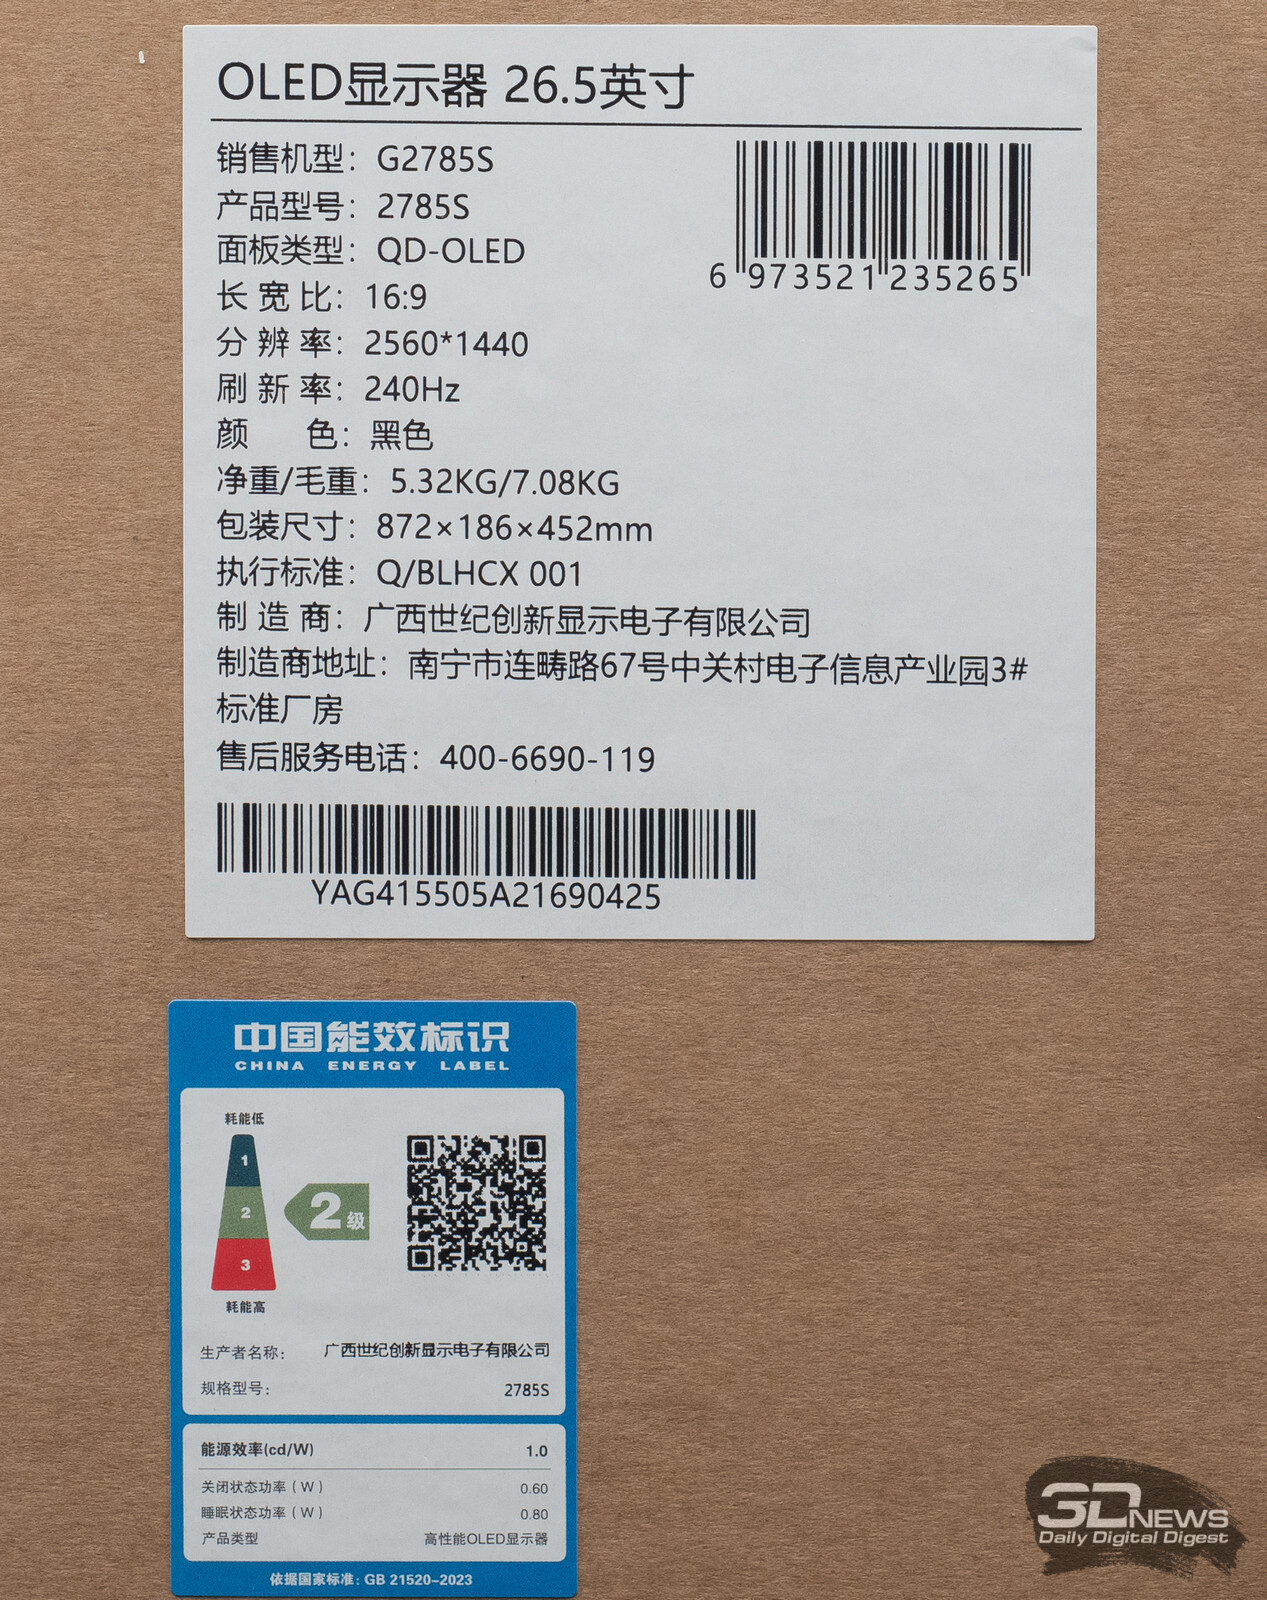 OLED显示器 26.5英寸
销售机型：G2785S
产品型号：2785S
面板类型：QD-OLED
长 宽 比：16:9
分 辨 率：2560*1440
刷 新 率：240Hz
颜 色：黑色
净重/毛重：5.32KG/7.08KG
包装尺寸：872×186×452mm
执行标准：Q/BLHCX 001
制 造 商：广西世纪创新显示电子有限公司
制造商地址：南宁市连畴路67号中关村电子信息产业园3#
标准厂房
售后服务电话：400-6690-119
6 973521 235265
YAG415505A21690425
中国能效标识
CHINA ENERGY LABEL
耗能低
1
2
3
耗能高
2级
生产者名称： 广西世纪创新显示电子有限公司
规格型号： 2785S
能源效率(cd/W) 1.0
关闭状态功率（W） 0.60
睡眠状态功率（W） 0.80
产品类型 高性能OLED显示器
依据国家标准：GB 21520-2023
3DNEWS
Daily Digital Digest